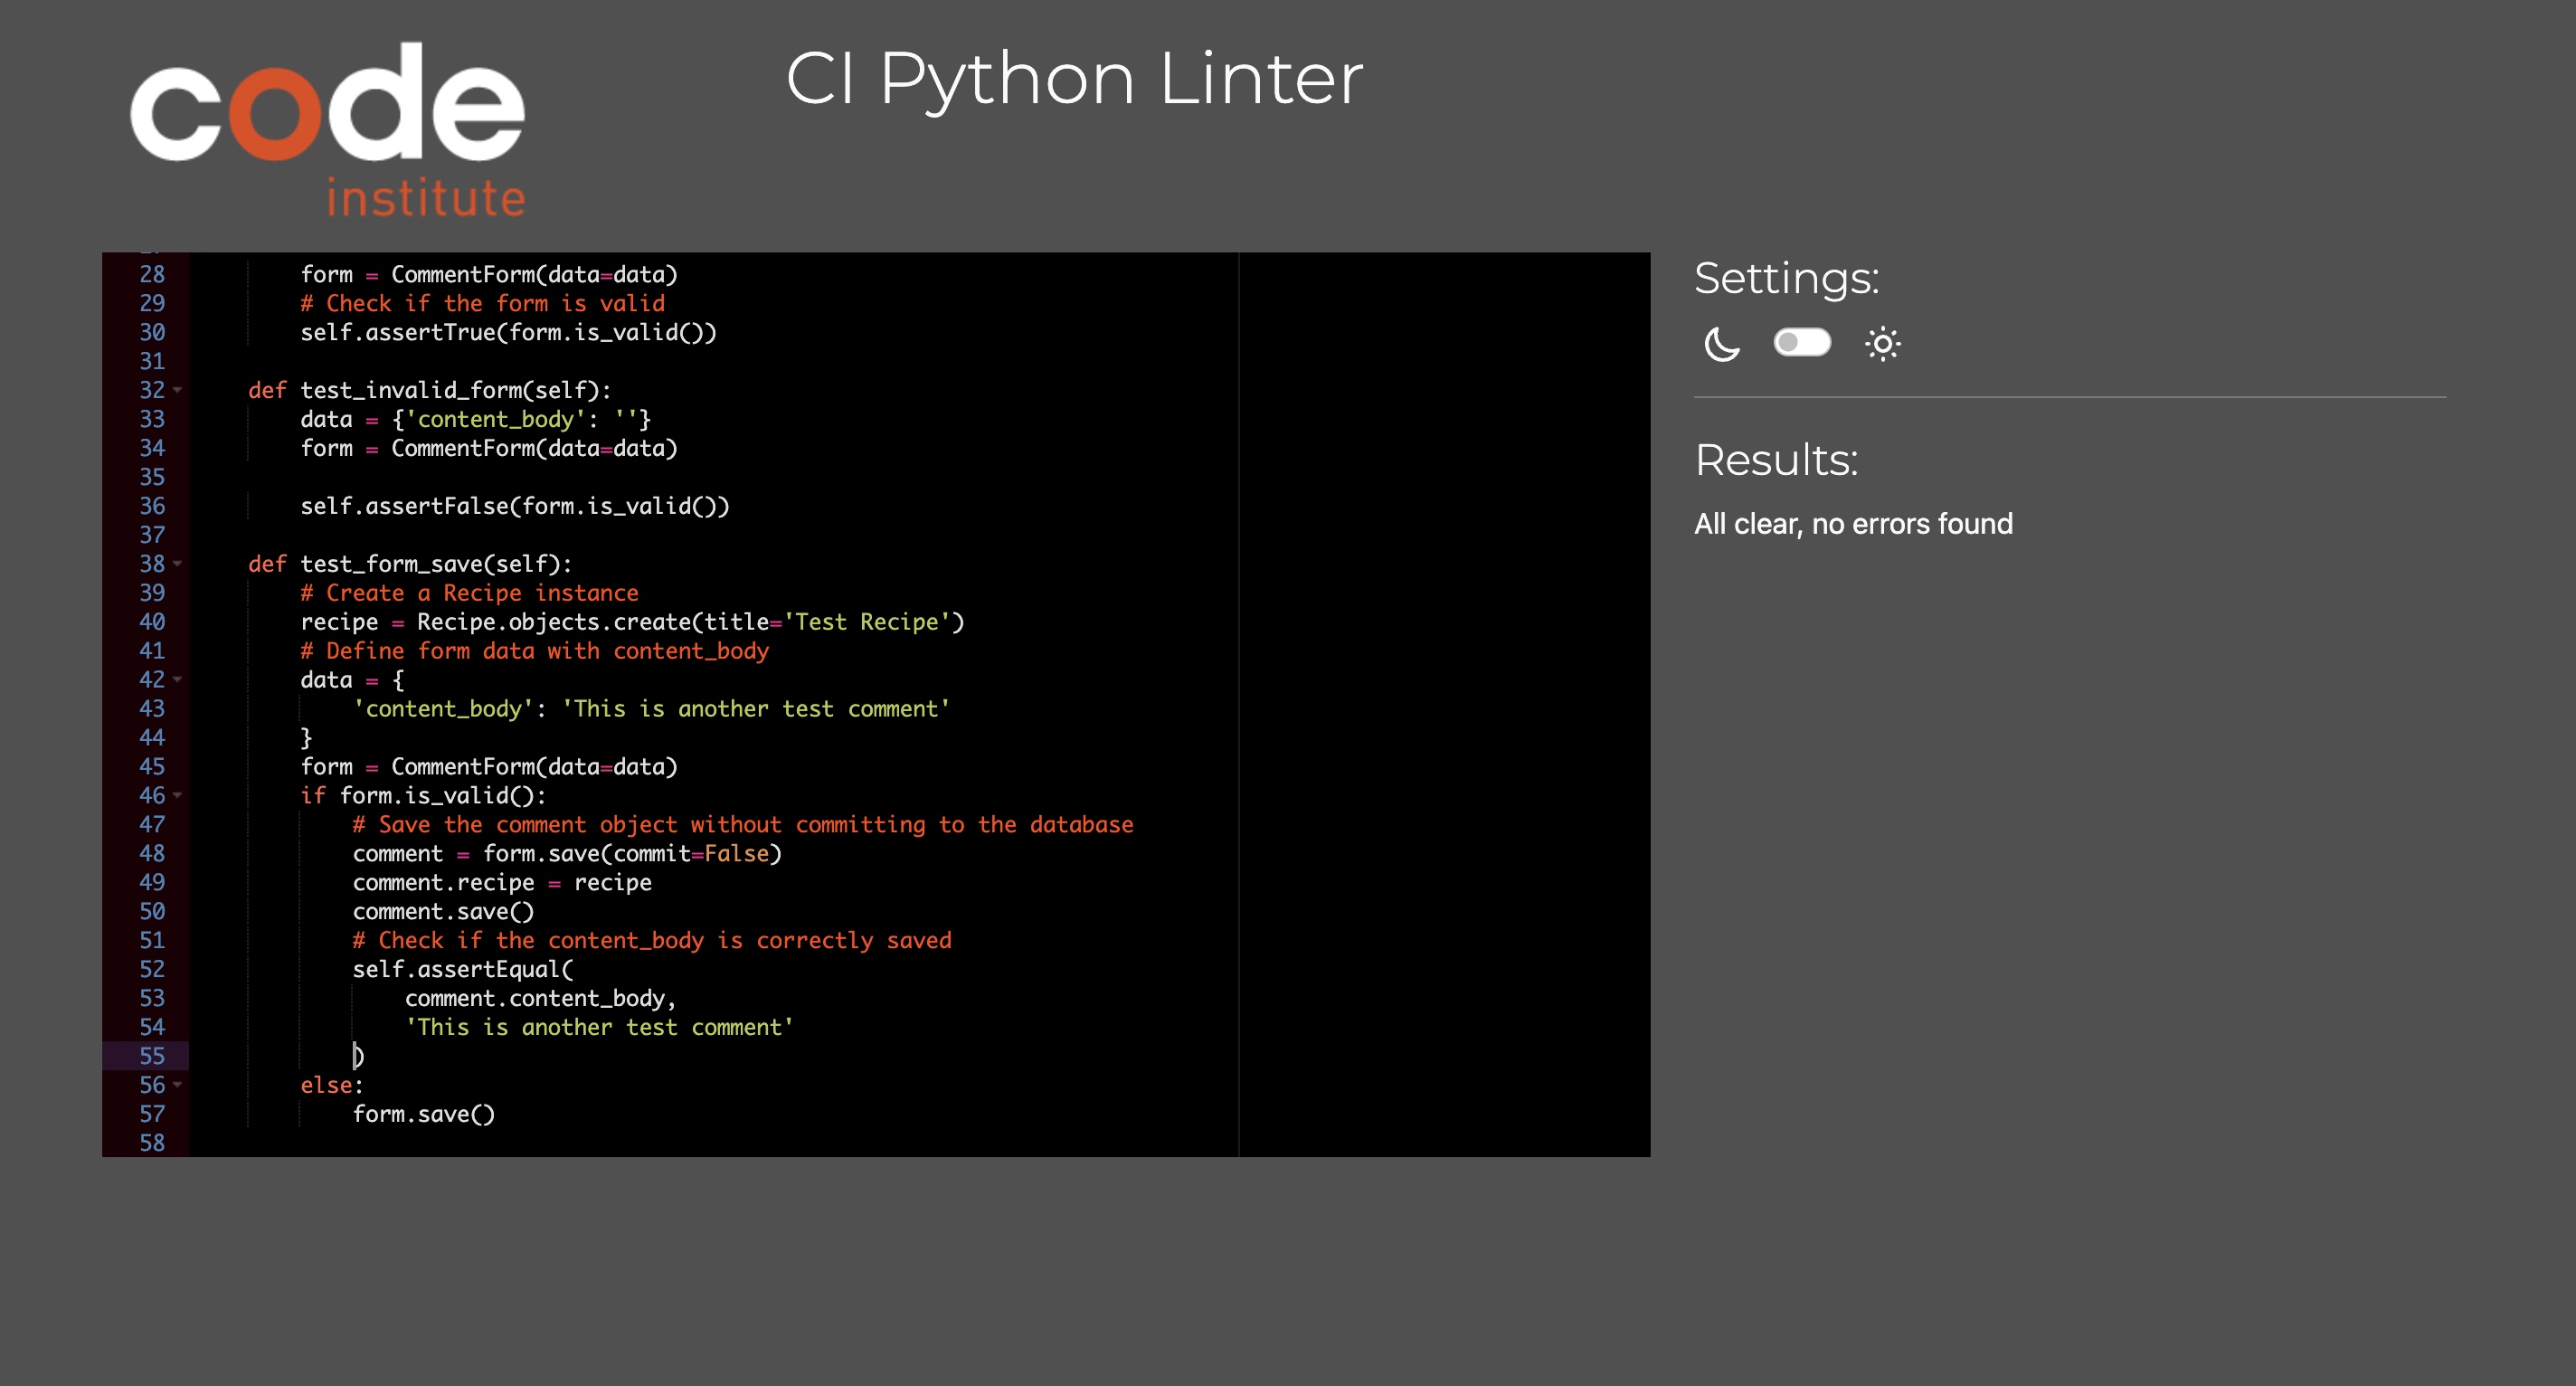 code
institute
CI Python Linter
28 form = CommentForm(data=data)
29 # Check if the form is valid
30 self.assertTrue(form.is_valid())
31
32 def test_invalid_form(self):
33 data = {'content_body': ''}
34 form = CommentForm(data=data)
35
36 self.assertFalse(form.is_valid())
37
38 def test_form_save(self):
39 # Create a Recipe instance
40 recipe = Recipe.objects.create(title='Test Recipe')
41 # Define form data with content_body
42 data = {
43 'content_body': 'This is another test comment'
44 }
45 form = CommentForm(data=data)
46 if form.is_valid():
47 # Save the comment object without committing to the database
48 comment = form.save(commit=False)
49 comment.recipe = recipe
50 comment.save()
51 # Check if the content_body is correctly saved
52 self.assertEqual(
53 comment.content_body,
54 'This is another test comment'
55 )
56 else:
57 form.save()
58
Settings:
Results:
All clear, no errors found